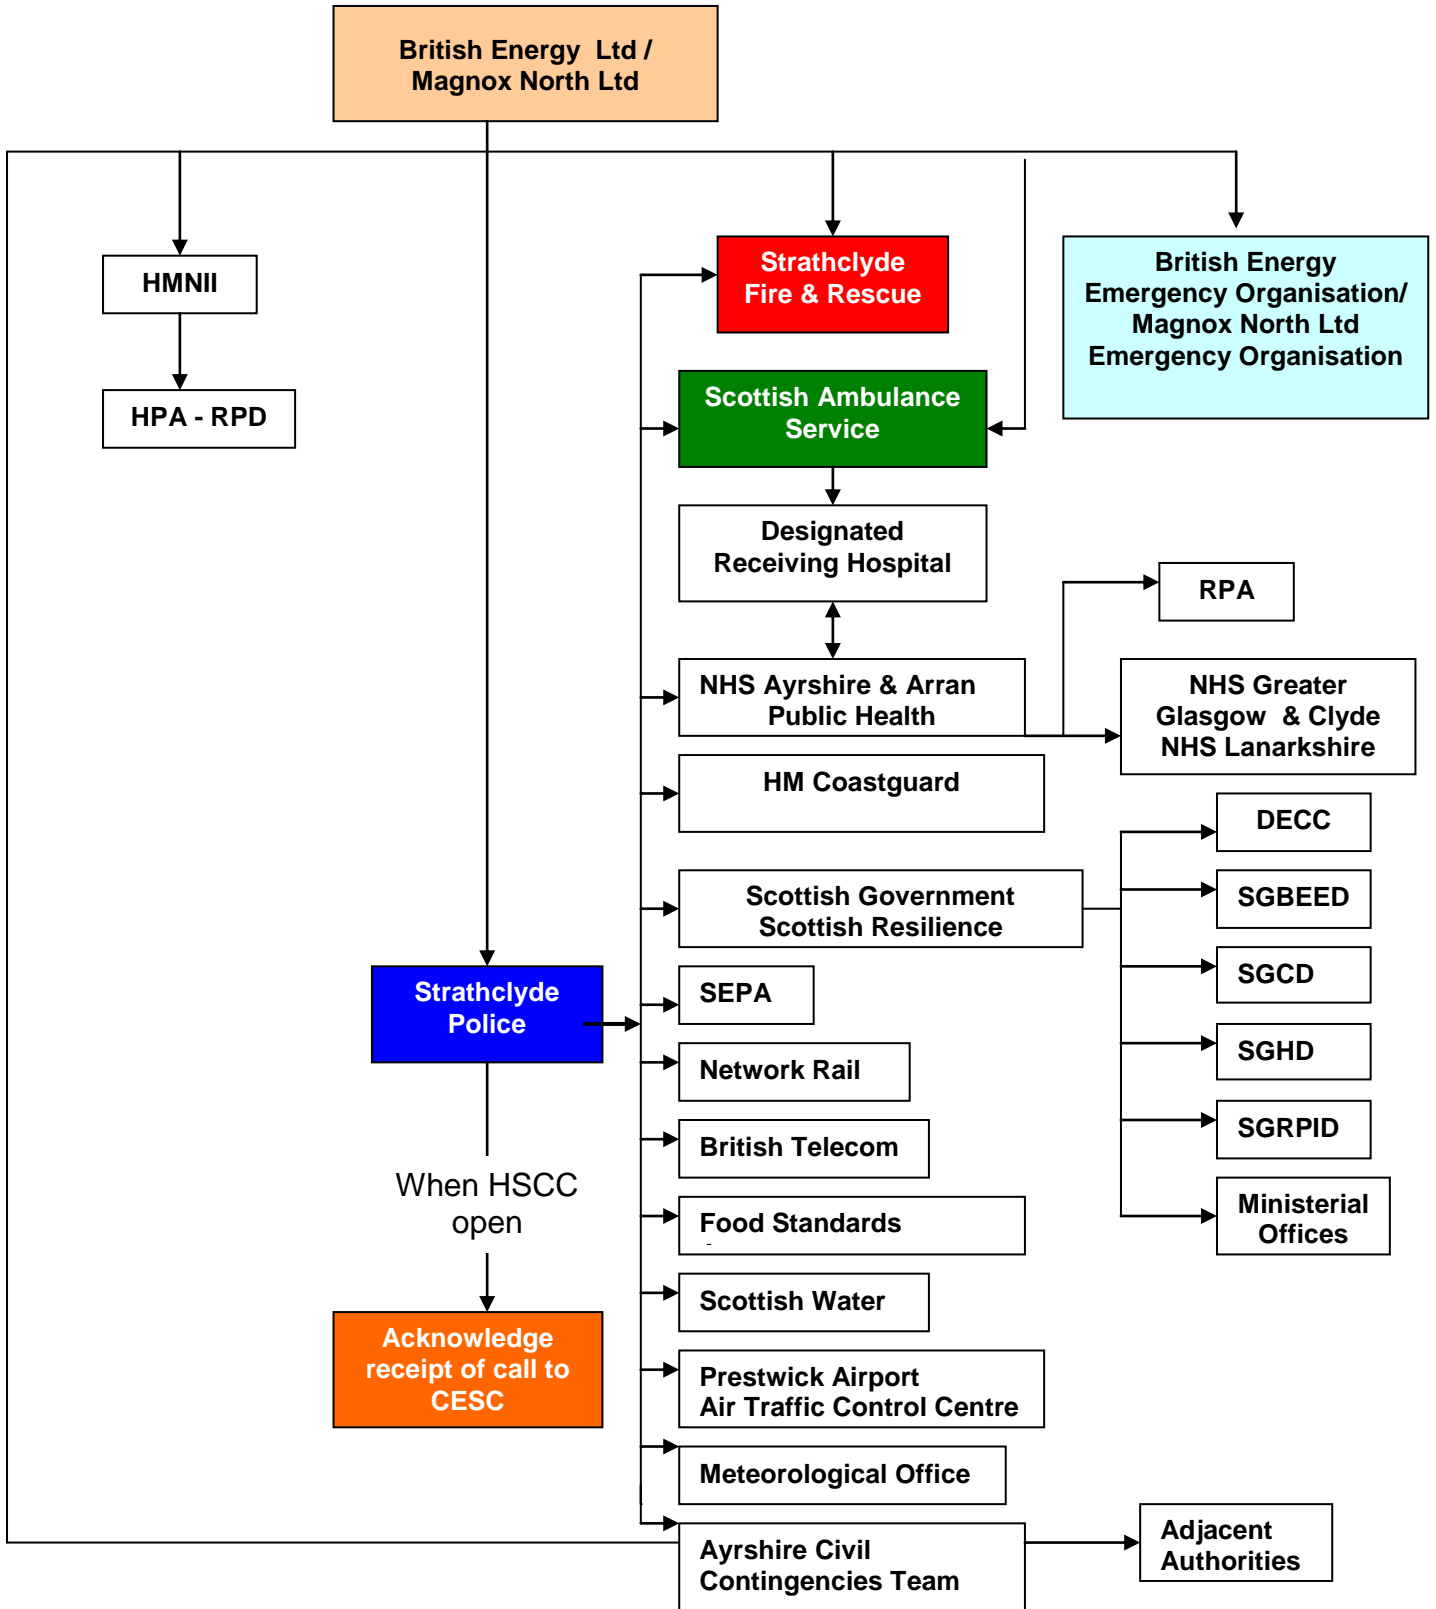 British Energy Ltd /
Magnox North Ltd
HMNII
HPA - RPD
Strathclyde
Fire & Rescue
British Energy
Emergency Organisation/
Magnox North Ltd
Emergency Organisation
Scottish Ambulance
Service
Designated
Receiving Hospital
RPA
NHS Ayrshire & Arran
Public Health
NHS Greater
Glasgow & Clyde
NHS Lanarkshire
HM Coastguard
DECC
Scottish Government
Scottish Resilience
SGBEED
SGCD
Strathclyde
Police
SEPA
SGHD
Network Rail
SGRPID
British Telecom
When HSCC
open
Food Standards
Ministerial
Offices
Scottish Water
Acknowledge
receipt of call to
CESC
Prestwick Airport
Air Traffic Control Centre
Meteorological Office
Ayrshire Civil
Contingencies Team
Adjacent
Authorities